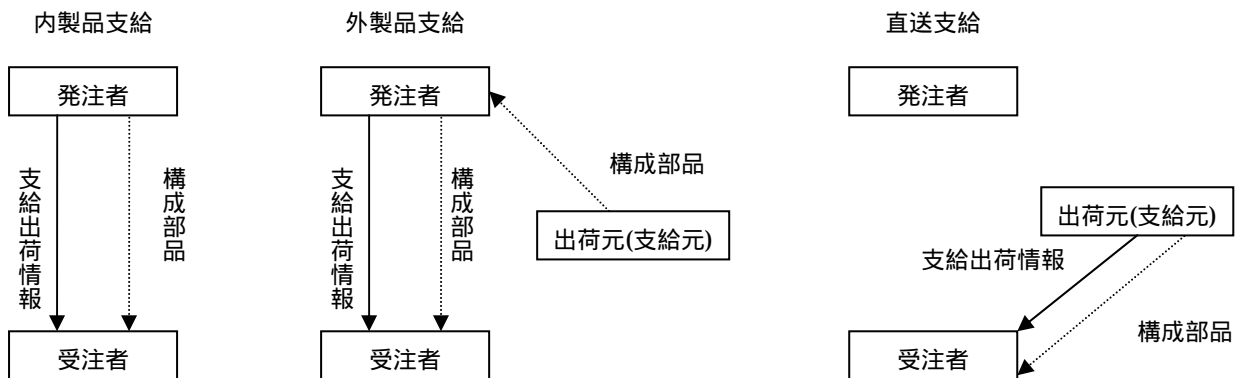 内製品支給
外製品支給
直送支給
発注者
発注者
発注者
支給出荷情報
構成部品
支給出荷情報
構成部品
構成部品
出荷元(支給元)
出荷元(支給元)
支給出荷情報
構成部品
受注者
受注者
受注者